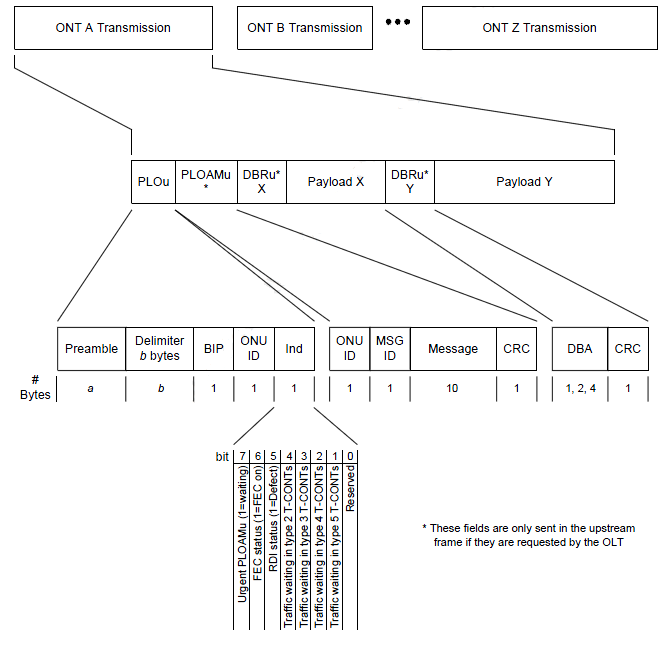 ONT A Transmission
ONT B Transmission
ONT Z Transmission
PLOu
PLOAMu
*
DBRu*
X
Payload X
DBRu*
Y
Payload Y
Preamble
Delimiter
b bytes
BIP
ONU
ID
Ind
ONU
ID
MSG
ID
Message
CRC
DBA
CRC
#
Bytes
a
b
1
1
1
1
1
10
1
1, 2, 4
1
bit
7
6
5
4
3
2
1
0
Urgent PLOAMu (1=waiting)
FEC status (1=FEC on)
RDI status (1=Defect)
Traffic waiting in type 2 T-CONTs
Traffic waiting in type 3 T-CONTs
Traffic waiting in type 4 T-CONTs
Traffic waiting in type 5 T-CONTs
Reserved
* These fields are only sent in the upstream
frame if they are requested by the OLT